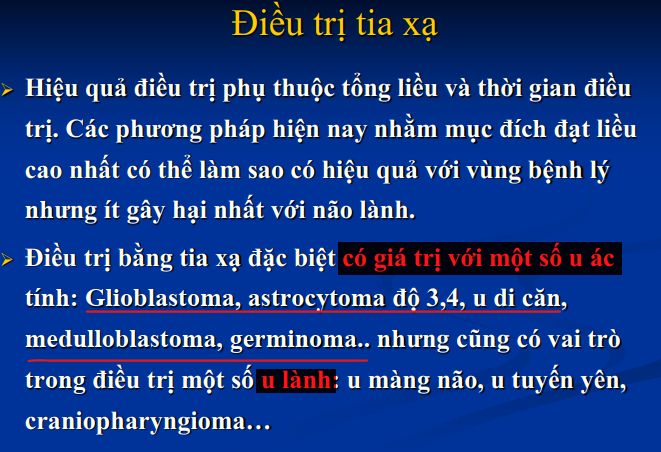 Điều trị tia xạ
Hiệu quả điều trị phụ thuộc tổng liều và thời gian điều
trị. Các phương pháp hiện nay nhằm mục đích đạt liều
cao nhất có thể làm sao có hiệu quả với vùng bệnh lý
nhưng ít gây hại nhất với não lành.
Điều trị bằng tia xạ đặc biệt có giá trị với một số u ác
tính: Glioblastoma, astrocytoma độ 3,4, u di căn,
medulloblastoma, germinoma.. nhưng cũng có vai trò
trong điều trị một số u lành: u màng não, u tuyến yên,
craniopharyngioma…